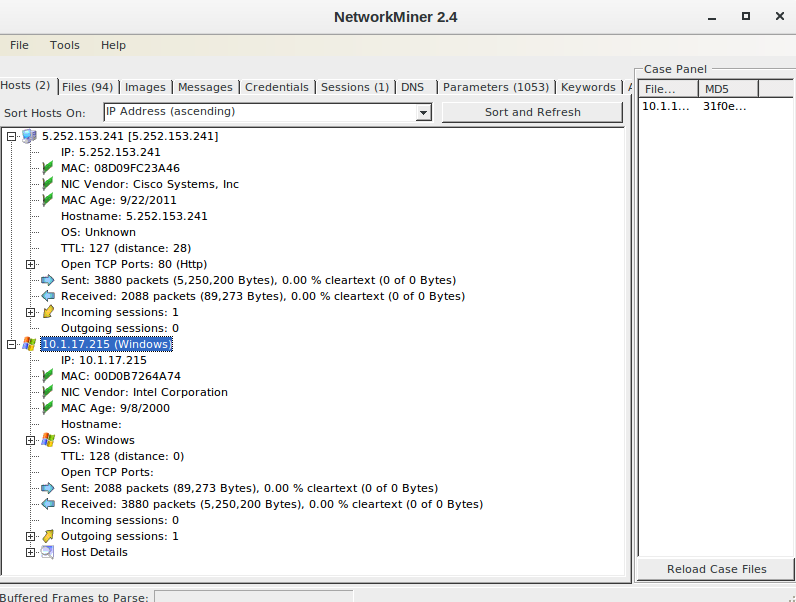 NetworkMiner 2.4
File Tools Help
Hosts (2) Files (94) Images Messages Credentials Sessions (1) DNS Parameters (1053) Keywords
Sort Hosts On: IP Address (ascending) Sort and Refresh
5.252.153.241 [5.252.153.241]
IP: 5.252.153.241
MAC: 08D09FC23A46
NIC Vendor: Cisco Systems, Inc
MAC Age: 9/22/2011
Hostname: 5.252.153.241
OS: Unknown
TTL: 127 (distance: 28)
Open TCP Ports: 80 (Http)
Sent: 3880 packets (5,250,200 Bytes), 0.00 % cleartext (0 of 0 Bytes)
Received: 2088 packets (89,273 Bytes), 0.00 % cleartext (0 of 0 Bytes)
Incoming sessions: 1
Outgoing sessions: 0
10.1.17.215 (Windows)
IP: 10.1.17.215
MAC: 00D0B7264A74
NIC Vendor: Intel Corporation
MAC Age: 9/8/2000
Hostname:
OS: Windows
TTL: 128 (distance: 0)
Open TCP Ports:
Sent: 2088 packets (89,273 Bytes), 0.00 % cleartext (0 of 0 Bytes)
Received: 3880 packets (5,250,200 Bytes), 0.00 % cleartext (0 of 0 Bytes)
Incoming sessions: 0
Outgoing sessions: 1
Host Details
Case Panel
File... MD5
10.1.1... 31f0e...
Reload Case Files
Buffered Frames to Parse: